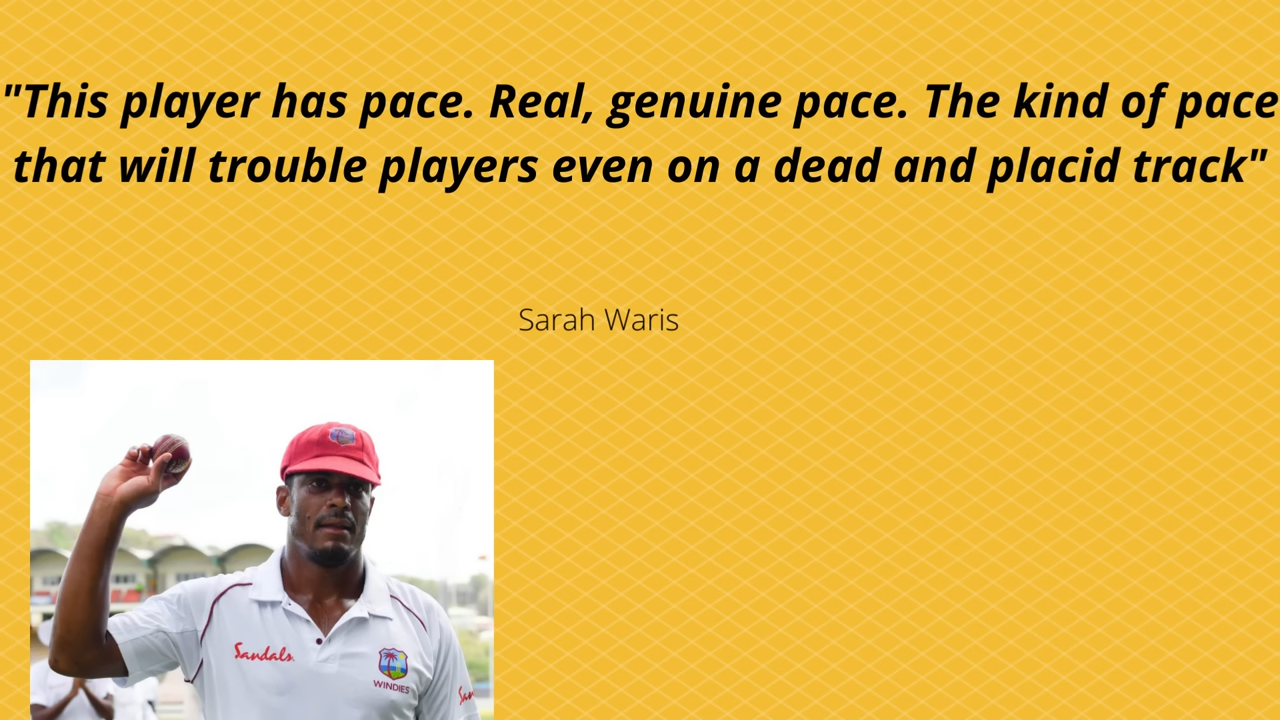 "This player has pace. Real, genuine pace. The kind of pace
that will trouble players even on a dead and placid track"
Sarah Waris
Sandals
WINDIES
San